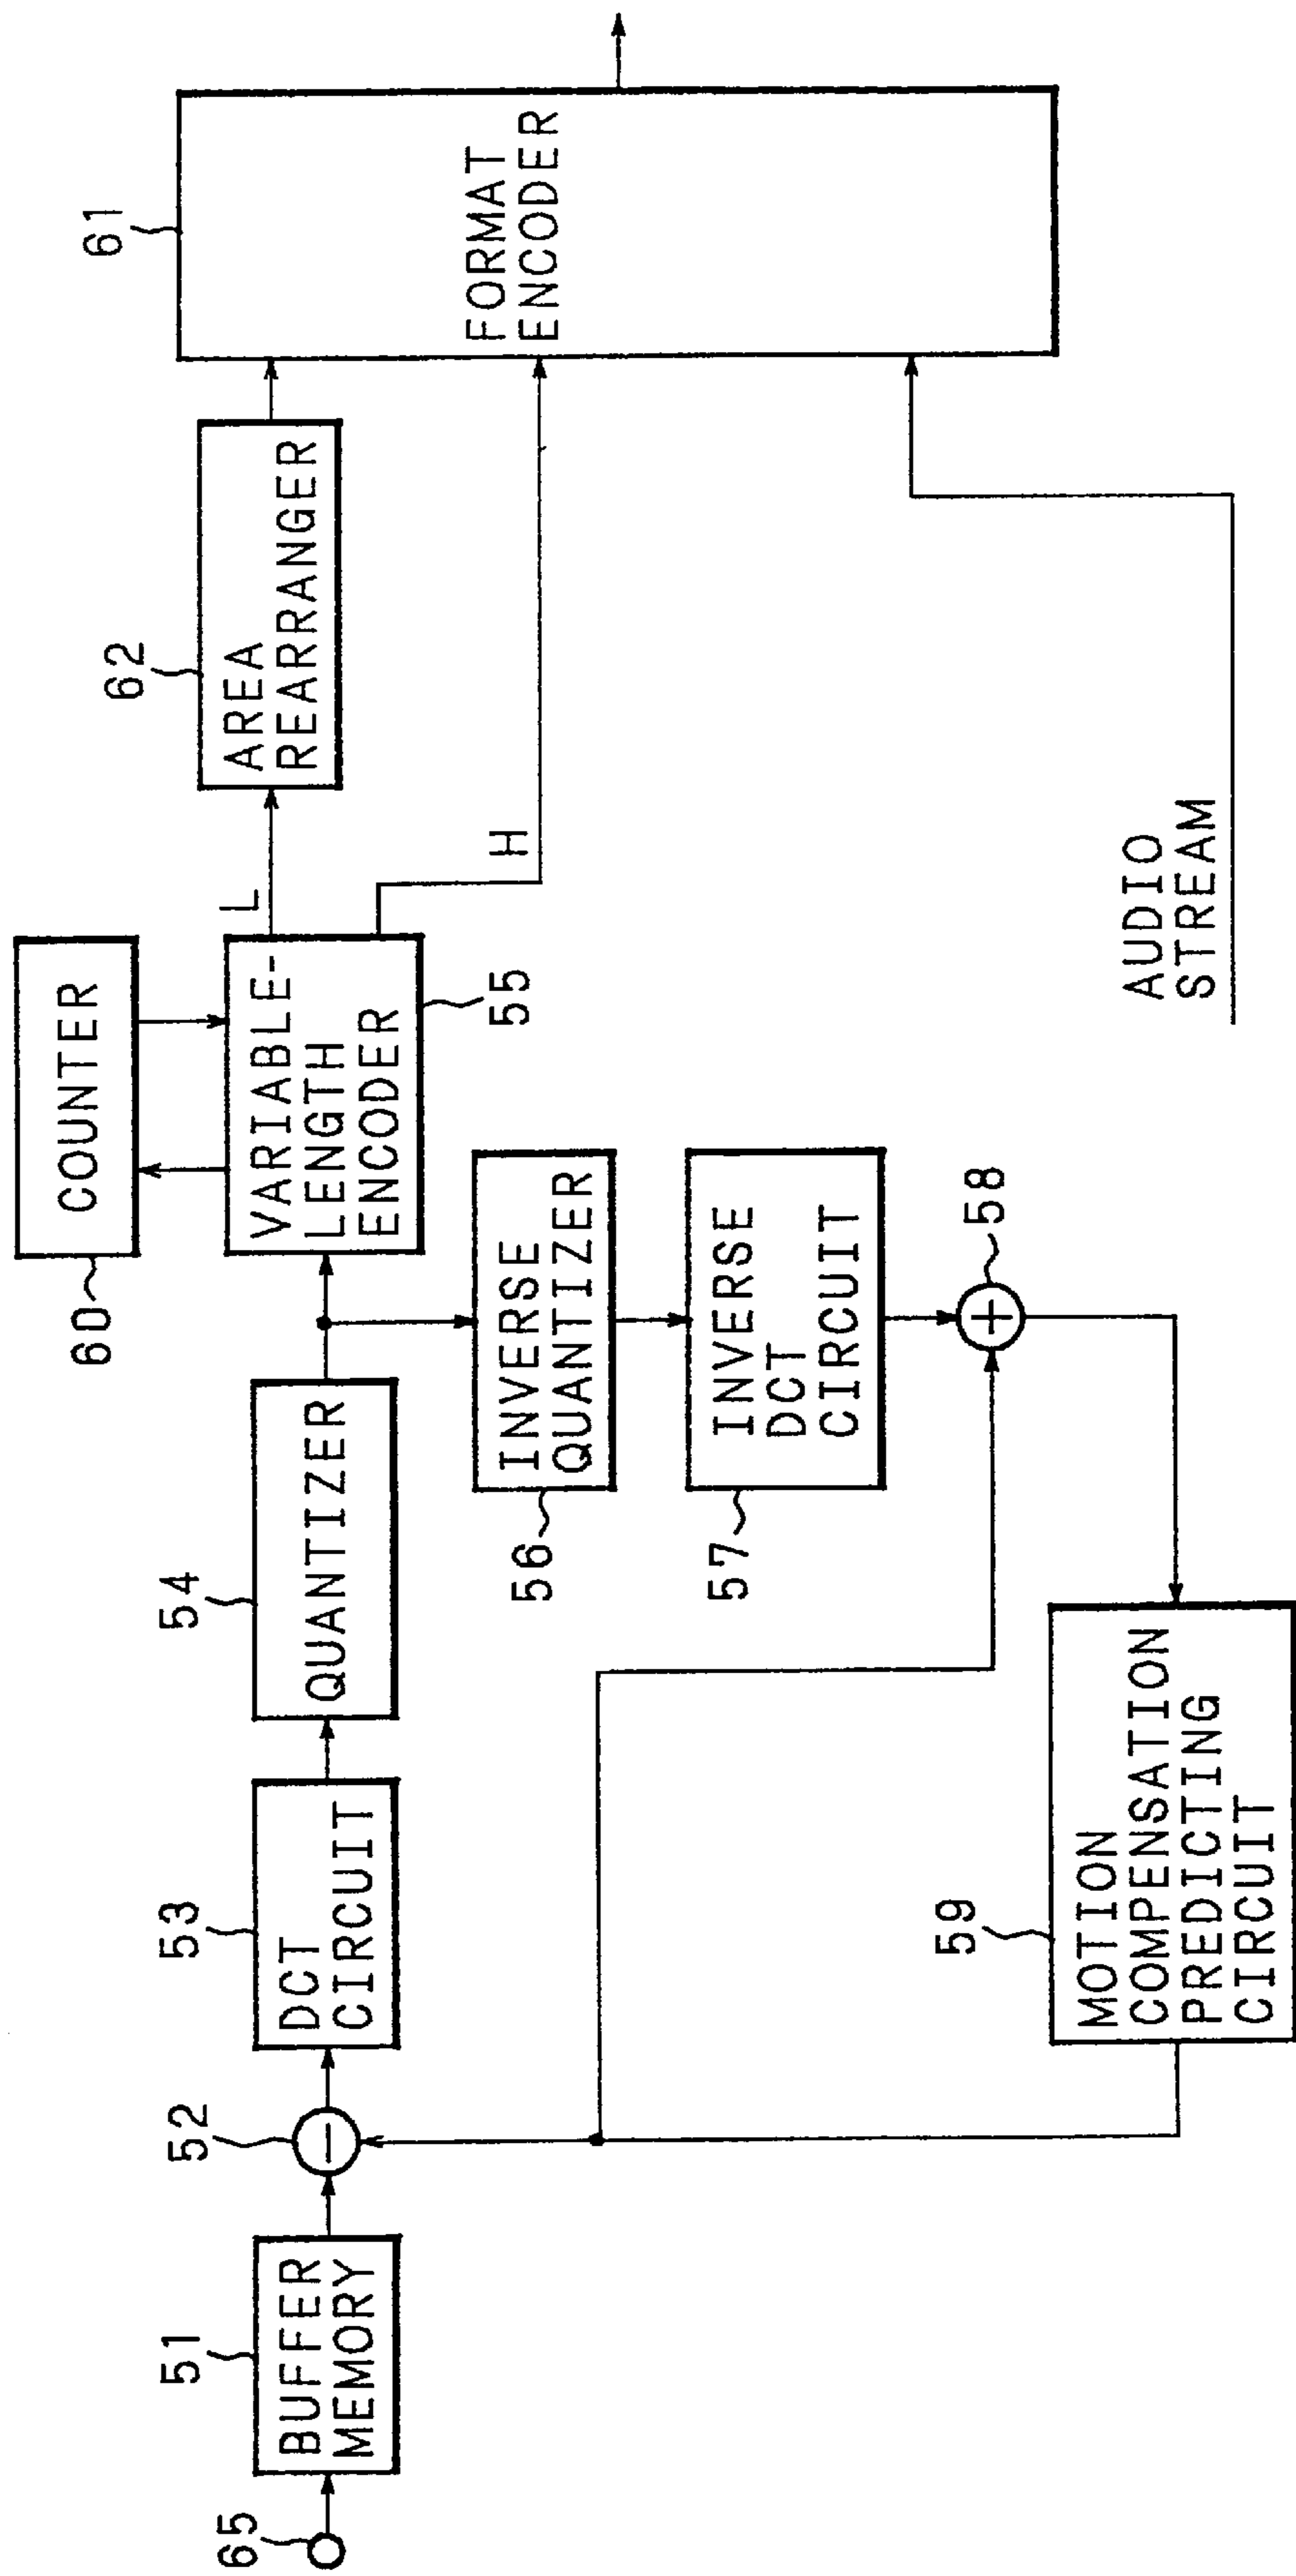 65
51
BUFFER
MEMORY
52
53
DCT
CIRCUIT
54
QUANTIZER
60
COUNTER
VARIABLE-
LENGTH
ENCODER
55
L
H
62
AREA
REARRANGER
61
FORMAT
ENCODER
56
INVERSE
QUANTIZER
57
INVERSE
DCT
CIRCUIT
58
59
MOTION
COMPENSATION
PREDICTING
CIRCUIT
AUDIO
STREAM